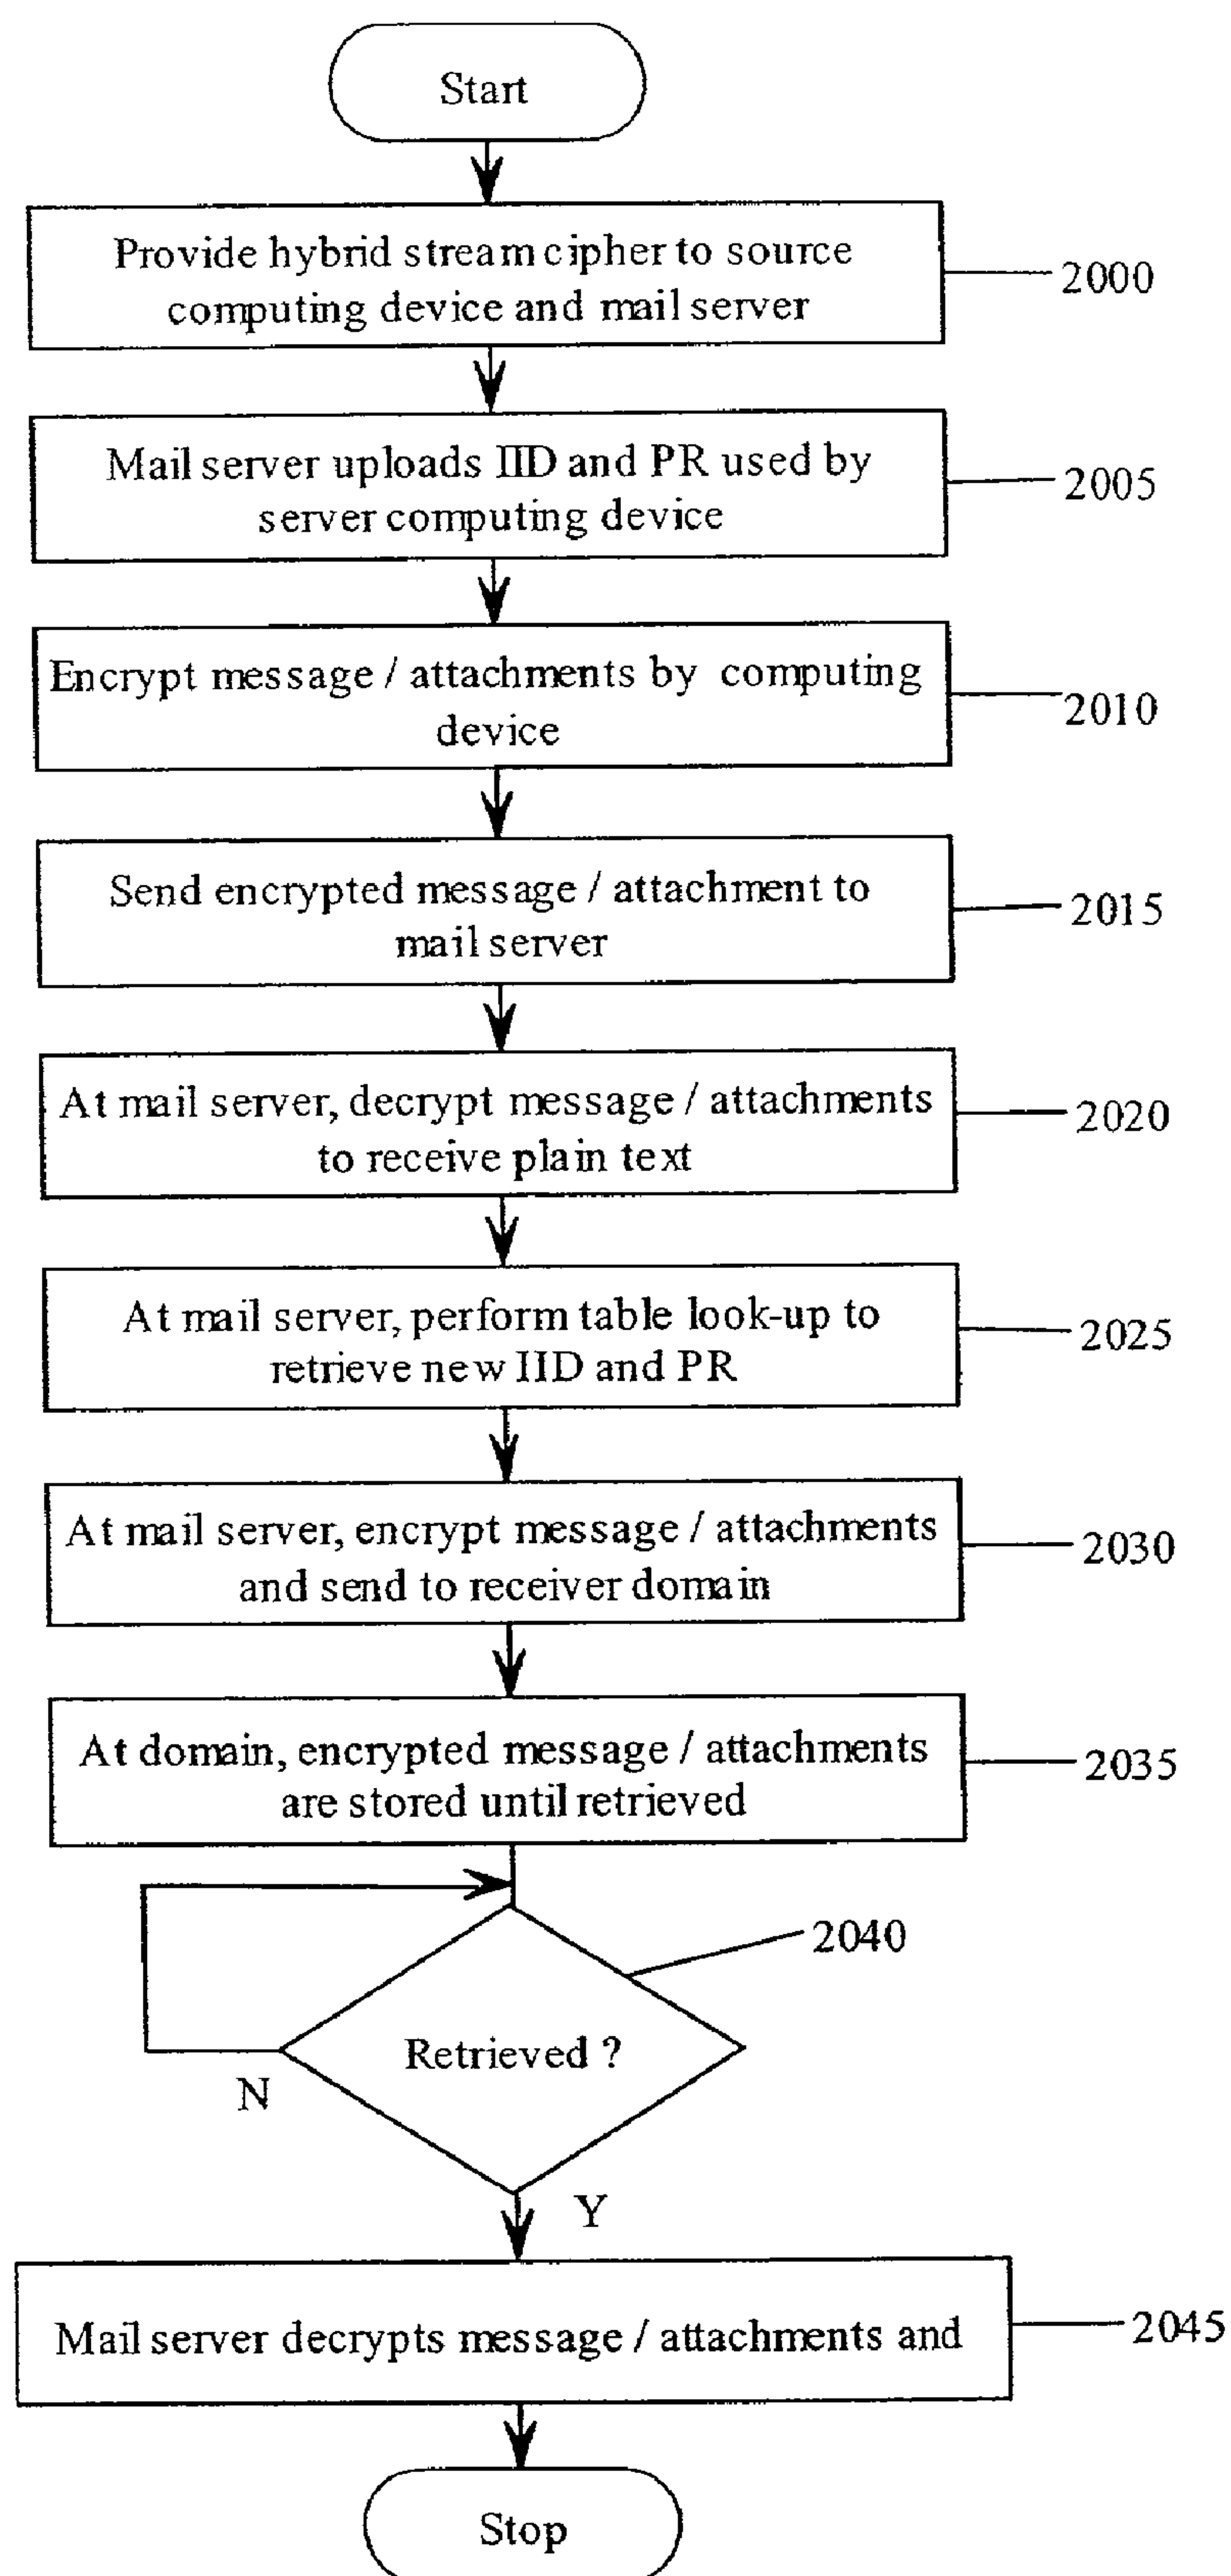 Start
Provide hybrid stream cipher to source
computing device and mail server
2000
Mail server uploads IID and PR used by
server computing device
2005
Encrypt message / attachments by computing
device
2010
Send encrypted message / attachment to
mail server
2015
At mail server, decrypt message / attachments
to receive plain text
2020
At mail server, perform table look-up to
retrieve new IID and PR
2025
At mail server, encrypt message / attachments
and send to receiver domain
2030
At domain, encrypted message / attachments
are stored until retrieved
2035
2040
Retrieved ?
N
Y
Mail server decrypts message / attachments and
2045
Stop